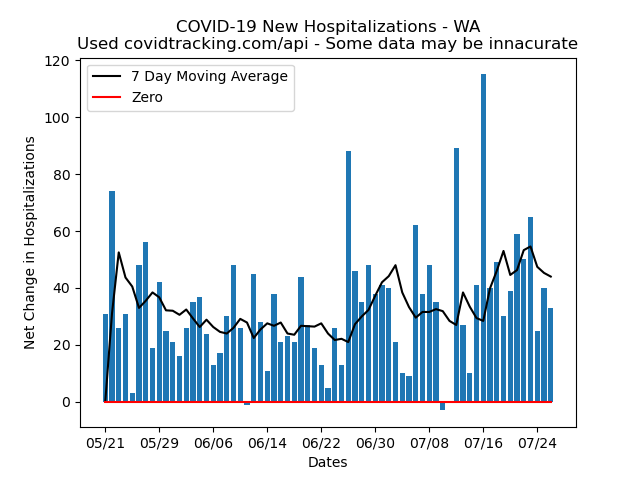 COVID-19 New Hospitalizations - WA
Used covidtracking.com/api - Some data may be innacurate
7 Day Moving Average
Zero
Net Change in Hospitalizations
120
100
80
60
40
20
0
05/21 05/29 06/06 06/14 06/22 06/30 07/08 07/16 07/24
Dates